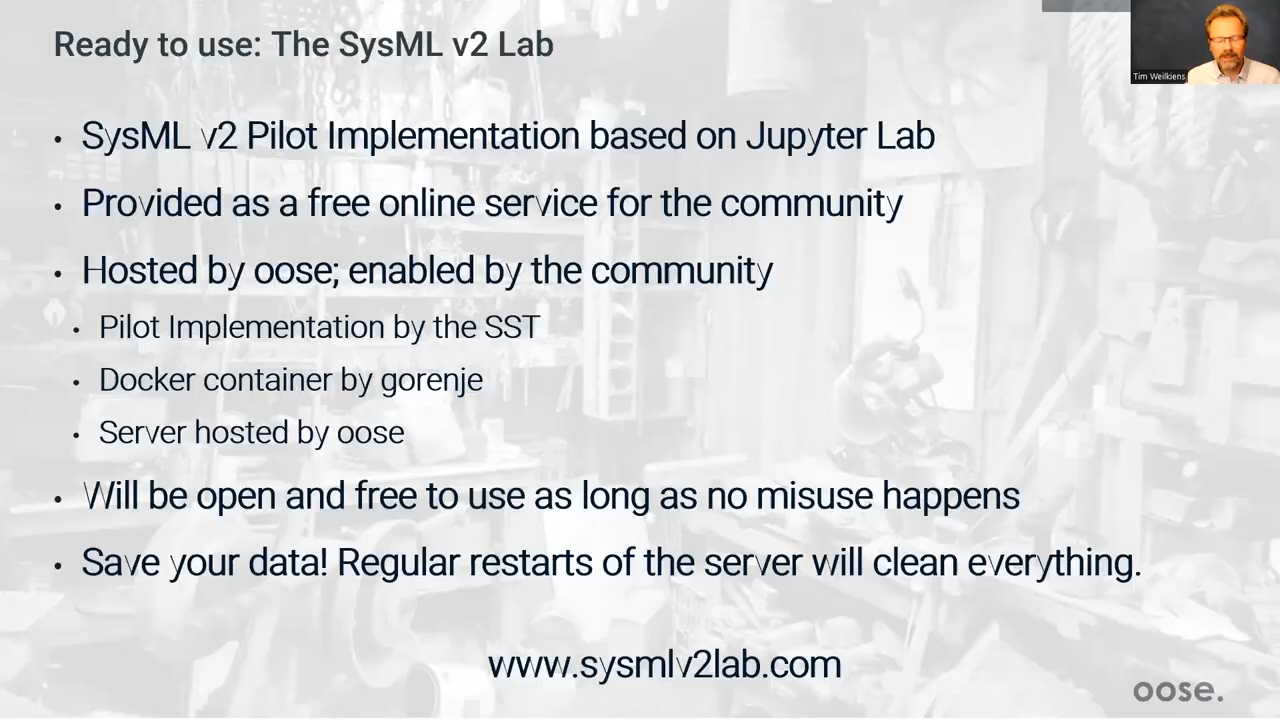 Ready to use: The SysML v2 Lab
Tim Weilkiens
• SysML v2 Pilot Implementation based on Jupyter Lab
• Provided as a free online service for the community
• Hosted by oose; enabled by the community
• Pilot Implementation by the SST
• Docker container by gorenje
• Server hosted by oose
• Will be open and free to use as long as no misuse happens
• Save your data! Regular restarts of the server will clean everything.
www.sysmlv2lab.com
oose.